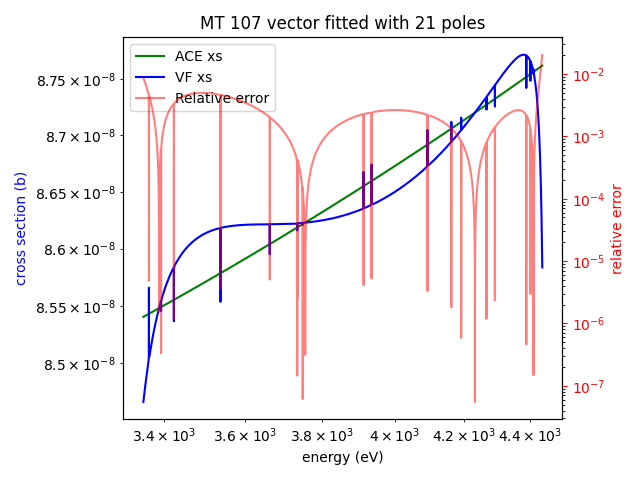 MT 107 vector fitted with 21 poles
ACE xs
VF xs
Relative error
8.75 × 10⁻⁸
8.7 × 10⁻⁸
8.65 × 10⁻⁸
8.6 × 10⁻⁸
8.55 × 10⁻⁸
8.5 × 10⁻⁸
cross section (b)
10⁻²
10⁻³
10⁻⁴
10⁻⁵
10⁻⁶
10⁻⁷
relative error
3.4 × 10³ 3.6 × 10³ 3.8 × 10³ 4 × 10³ 4.2 × 10³ 4.4 × 10³
energy (eV)